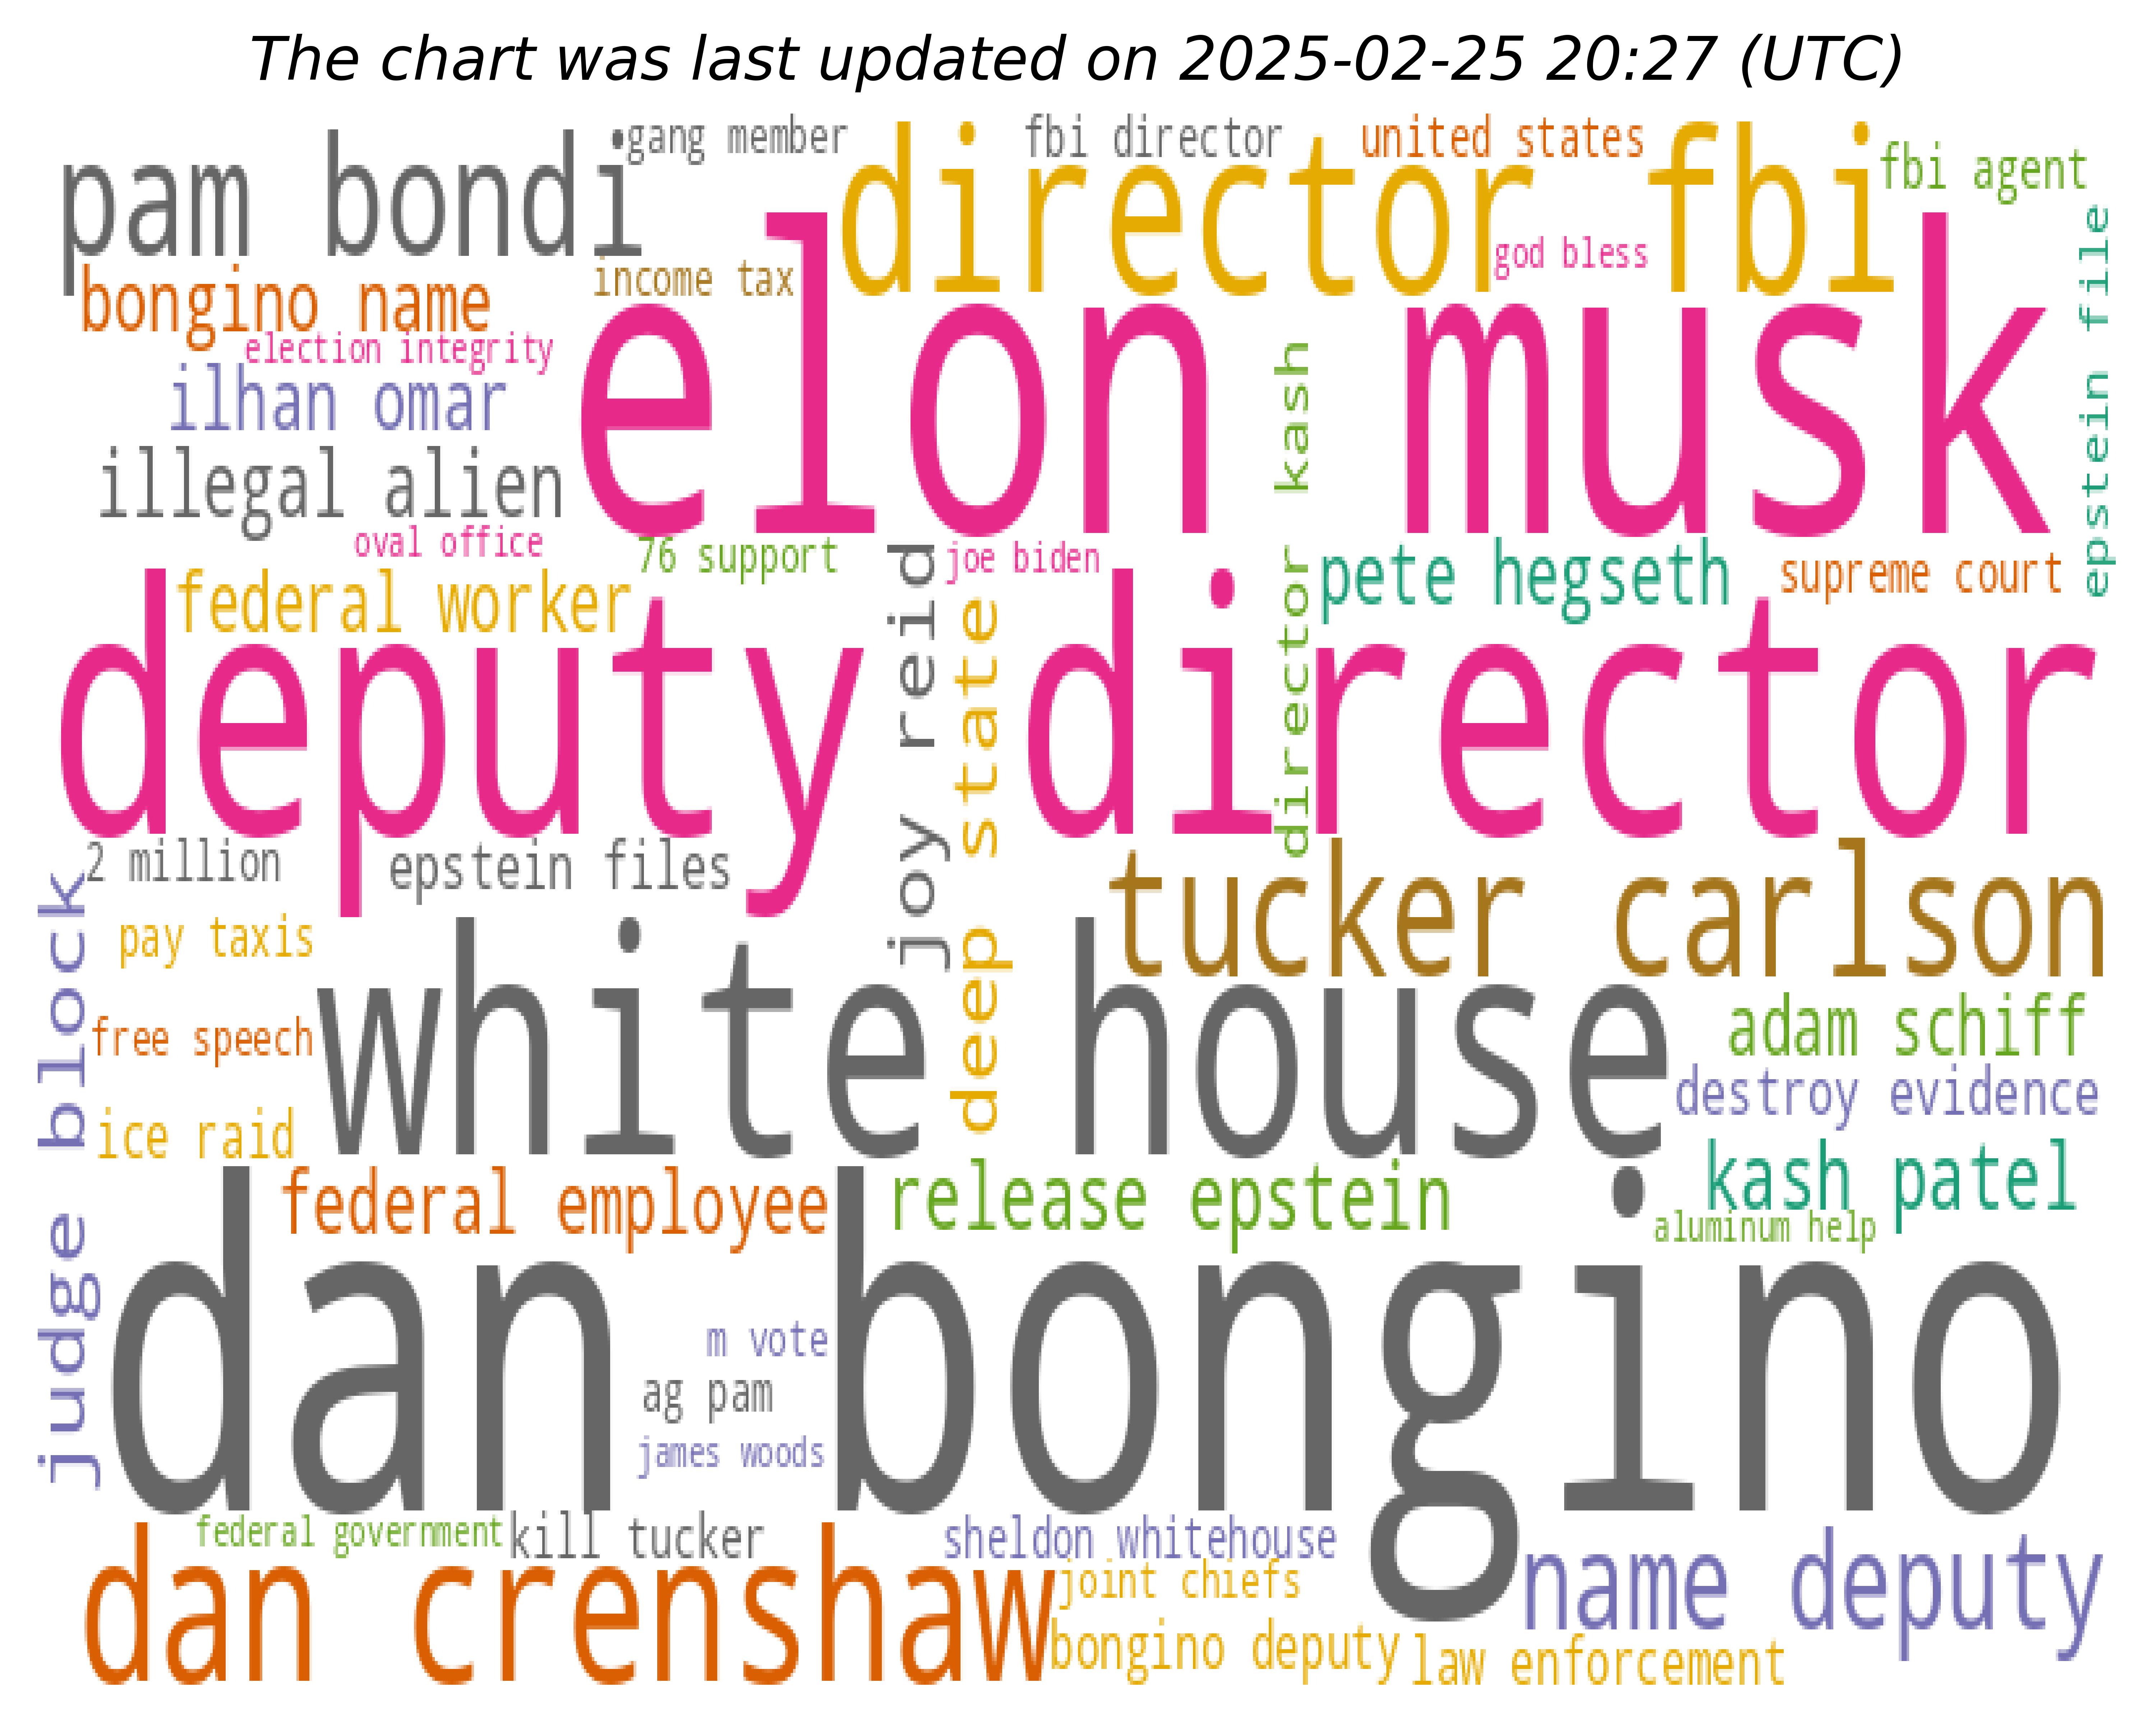 The chart was last updated on 2025-02-25 20:27 (UTC)
pam bondi
gang member
director fbi
fbi director
united states
fbi agent
god bless
income tax
bongino name
election integrity
elon musk
epstein file
ilhan omar
illegal alien
oval office
76 support
joe biden
director kash
pete hegseth
supreme court
federal worker
deputy director
joy reid
deep state
2 million
epstein files
tucker carlson
judge block
pay taxis
free speech
white house
adam schiff
destroy evidence
ice raid
federal employee
release epstein
kash patel
aluminum help
dan bongino
m vote
ag pam
james woods
federal government
kill tucker
sheldon whitehouse
dan crenshaw
joint chiefs
name deputy
bongino deputy
law enforcement